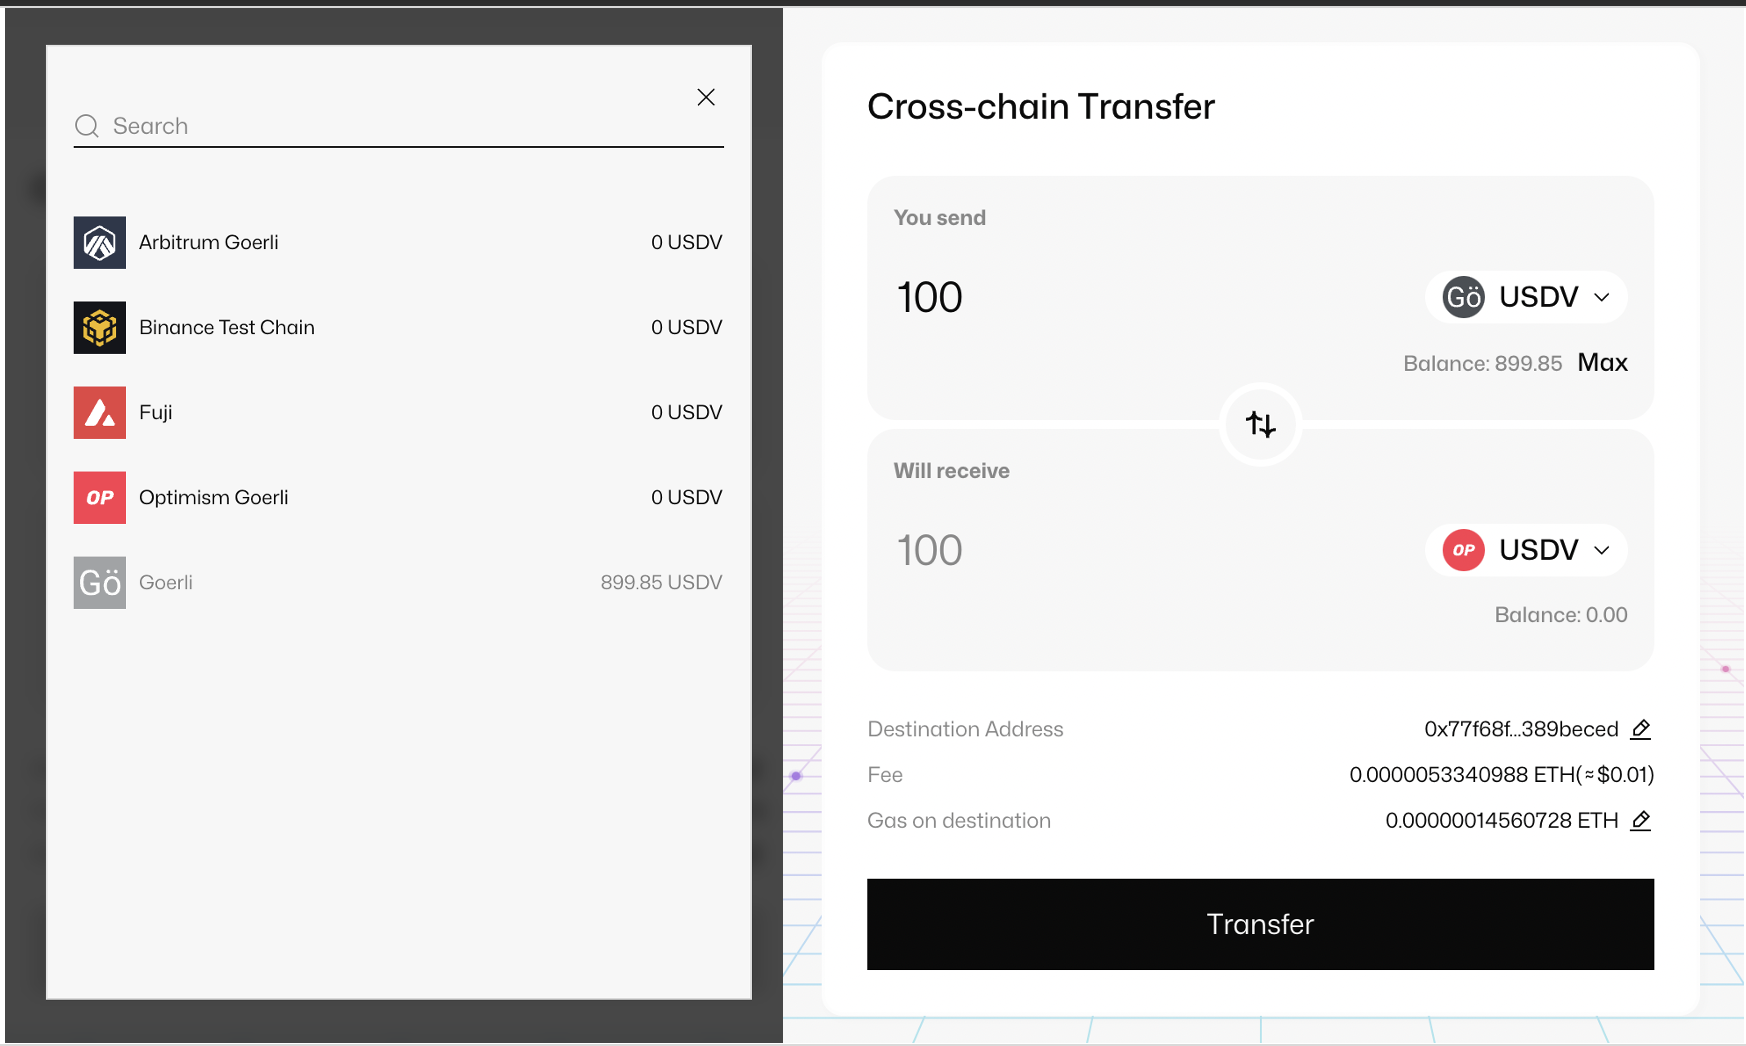 Search
Arbitrum Goerli 0 USDV
Binance Test Chain 0 USDV
Fuji 0 USDV
OP Optimism Goerli 0 USDV
Gö Goerli 899.85 USDV
Cross-chain Transfer
You send
100 Gö USDV
Balance: 899.85 Max
Will receive
100 OP USDV
Balance: 0.00
Destination Address 0x77f68f...389beced
Fee 0.0000053340988 ETH(≈$0.01)
Gas on destination 0.00000014560728 ETH
Transfer